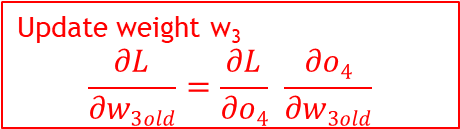 Update weight w₃
∂L/∂w₃ₒₗd = ∂L/∂o₄ ∂o₄/∂w₃ₒₗd